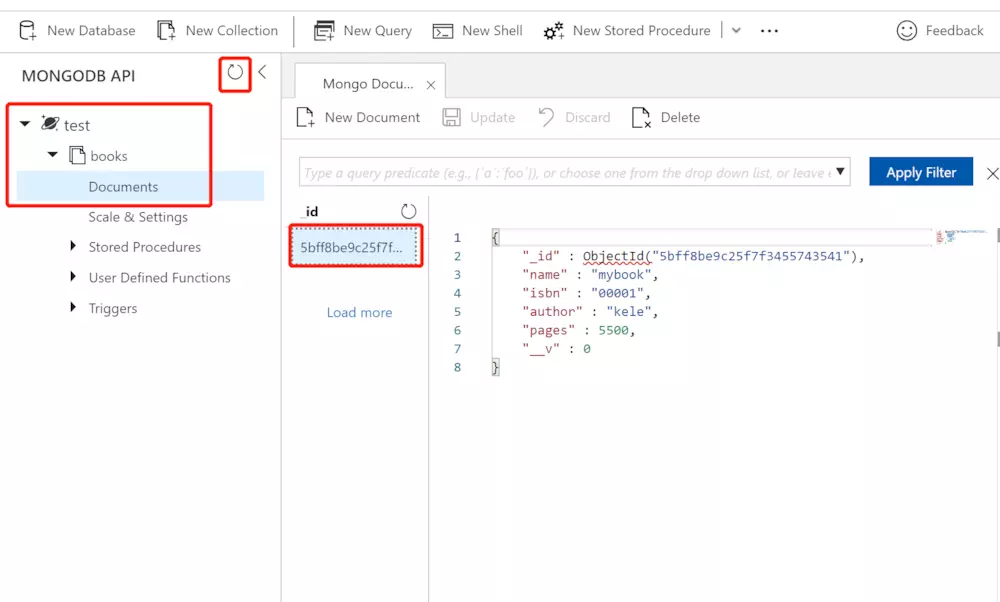 New Database New Collection New Query New Shell New Stored Procedure ... Feedback
MONGODB API
test
books
Documents
Scale & Settings
Stored Procedures
User Defined Functions
Triggers
Mongo Docu...
New Document Update Discard Delete
Type a query predicate (e.g., {´a´:´foo´}), or choose one from the drop down list, or leave Apply Filter
_id
5bff8be9c25f7f...
Load more
1 {
2 "_id" : ObjectId("5bff8be9c25f7f3455743541"),
3 "name" : "mybook",
4 "isbn" : "00001",
5 "author" : "kele",
6 "pages" : 5500,
7 "__v" : 0
8 }